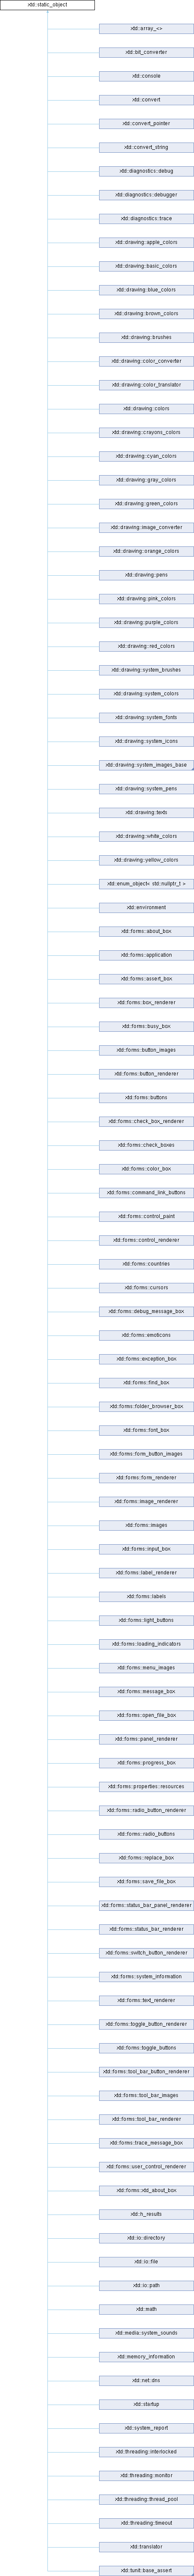 xtd::static_object
xtd::array_<>
xtd::bit_converter
xtd::console
xtd::convert
xtd::convert_pointer
xtd::convert_string
xtd::diagnostics::debug
xtd::diagnostics::debugger
xtd::diagnostics::trace
xtd::drawing::apple_colors
xtd::drawing::basic_colors
xtd::drawing::blue_colors
xtd::drawing::brown_colors
xtd::drawing::brushes
xtd::drawing::color_converter
xtd::drawing::color_translator
xtd::drawing::colors
xtd::drawing::crayons_colors
xtd::drawing::cyan_colors
xtd::drawing::gray_colors
xtd::drawing::green_colors
xtd::drawing::image_converter
xtd::drawing::orange_colors
xtd::drawing::pens
xtd::drawing::pink_colors
xtd::drawing::purple_colors
xtd::drawing::red_colors
xtd::drawing::system_brushes
xtd::drawing::system_colors
xtd::drawing::system_fonts
xtd::drawing::system_icons
xtd::drawing::system_images_base
xtd::drawing::system_pens
xtd::drawing::texts
xtd::drawing::white_colors
xtd::drawing::yellow_colors
xtd::enum_object< std::nullptr_t >
xtd::environment
xtd::forms::about_box
xtd::forms::application
xtd::forms::assert_box
xtd::forms::box_renderer
xtd::forms::busy_box
xtd::forms::button_images
xtd::forms::button_renderer
xtd::forms::buttons
xtd::forms::check_box_renderer
xtd::forms::check_boxes
xtd::forms::color_box
xtd::forms::command_link_buttons
xtd::forms::control_paint
xtd::forms::control_renderer
xtd::forms::countries
xtd::forms::cursors
xtd::forms::debug_message_box
xtd::forms::emoticons
xtd::forms::exception_box
xtd::forms::find_box
xtd::forms::folder_browser_box
xtd::forms::font_box
xtd::forms::form_button_images
xtd::forms::form_renderer
xtd::forms::image_renderer
xtd::forms::images
xtd::forms::input_box
xtd::forms::label_renderer
xtd::forms::labels
xtd::forms::light_buttons
xtd::forms::loading_indicators
xtd::forms::menu_images
xtd::forms::message_box
xtd::forms::open_file_box
xtd::forms::panel_renderer
xtd::forms::progress_box
xtd::forms::properties::resources
xtd::forms::radio_button_renderer
xtd::forms::radio_buttons
xtd::forms::replace_box
xtd::forms::save_file_box
xtd::forms::status_bar_panel_renderer
xtd::forms::status_bar_renderer
xtd::forms::switch_button_renderer
xtd::forms::system_information
xtd::forms::text_renderer
xtd::forms::toggle_button_renderer
xtd::forms::toggle_buttons
xtd::forms::tool_bar_button_renderer
xtd::forms::tool_bar_images
xtd::forms::tool_bar_renderer
xtd::forms::trace_message_box
xtd::forms::user_control_renderer
xtd::forms::xtd_about_box
xtd::h_results
xtd::io::directory
xtd::io::file
xtd::io::path
xtd::math
xtd::media::system_sounds
xtd::memory_information
xtd::net::dns
xtd::startup
xtd::system_report
xtd::threading::interlocked
xtd::threading::monitor
xtd::threading::thread_pool
xtd::threading::timeout
xtd::translator
xtd::tunit::base_assert